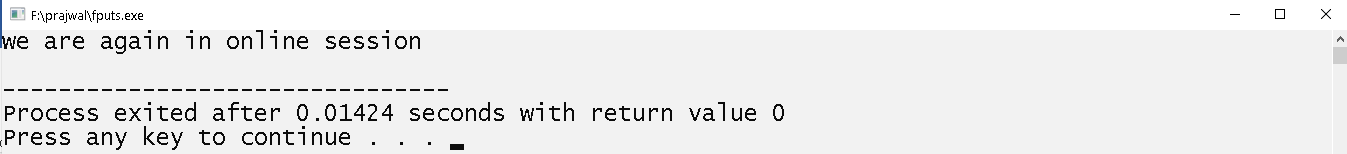 F:\prajwal\fputs.exe
we are again in online session
--------------------------------
Process exited after 0.01424 seconds with return value 0
Press any key to continue . . .